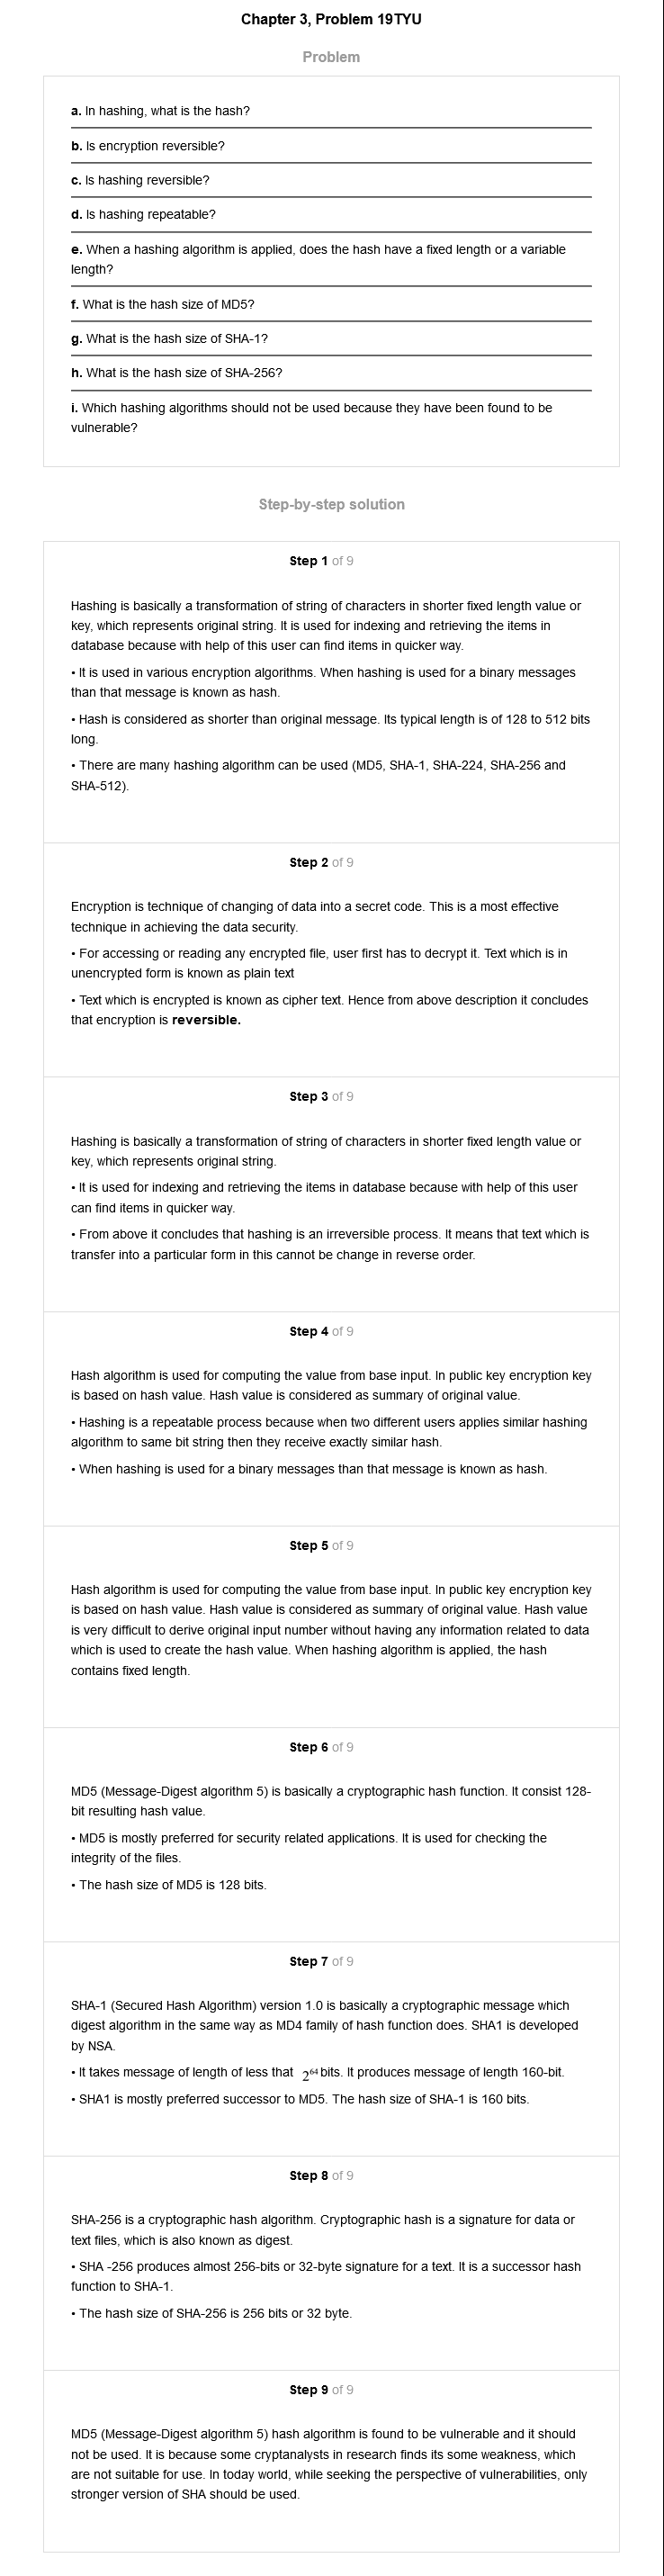 Chapter 3, Problem 19TYU
Problem
a. In hashing, what is the hash?
b. Is encryption reversible?
c. Is hashing reversible?
d. Is hashing repeatable?
e. When a hashing algorithm is applied, does the hash have a fixed length or a variable
length?
f. What is the hash size of MD5?
g. What is the hash size of SHA-1?
h. What is the hash size of SHA-256?
i. Which hashing algorithms should not be used because they have been found to be
vulnerable?
Step-by-step solution
Step 1 of 9
Hashing is basically a transformation of string of characters in shorter fixed length value or
key, which represents original string. It is used for indexing and retrieving the items in
database because with help of this user can find items in quicker way.
• It is used in various encryption algorithms. When hashing is used for a binary messages
than that message is known as hash.
• Hash is considered as shorter than original message. Its typical length is of 128 to 512 bits
long.
• There are many hashing algorithm can be used (MD5, SHA-1, SHA-224, SHA-256 and
SHA-512).
Step 2 of 9
Encryption is technique of changing of data into a secret code. This is a most effective
technique in achieving the data security.
• For accessing or reading any encrypted file, user first has to decrypt it. Text which is in
unencrypted form is known as plain text
• Text which is encrypted is known as cipher text. Hence from above description it concludes
that encryption is reversible.
Step 3 of 9
Hashing is basically a transformation of string of characters in shorter fixed length value or
key, which represents original string.
• It is used for indexing and retrieving the items in database because with help of this user
can find items in quicker way.
• From above it concludes that hashing is an irreversible process. It means that text which is
transfer into a particular form in this cannot be change in reverse order.
Step 4 of 9
Hash algorithm is used for computing the value from base input. In public key encryption key
is based on hash value. Hash value is considered as summary of original value.
• Hashing is a repeatable process because when two different users applies similar hashing
algorithm to same bit string then they receive exactly similar hash.
• When hashing is used for a binary messages than that message is known as hash.
Step 5 of 9
Hash algorithm is used for computing the value from base input. In public key encryption key
is based on hash value. Hash value is considered as summary of original value. Hash value
is very difficult to derive original input number without having any information related to data
which is used to create the hash value. When hashing algorithm is applied, the hash
contains fixed length.
Step 6 of 9
MD5 (Message-Digest algorithm 5) is basically a cryptographic hash function. It consist 128-
bit resulting hash value.
• MD5 is mostly preferred for security related applications. It is used for checking the
integrity of the files.
• The hash size of MD5 is 128 bits.
Step 7 of 9
SHA-1 (Secured Hash Algorithm) version 1.0 is basically a cryptographic message which
digest algorithm in the same way as MD4 family of hash function does. SHA1 is developed
by NSA.
• It takes message of length of less that 2⁶⁴ bits. It produces message of length 160-bit.
• SHA1 is mostly preferred successor to MD5. The hash size of SHA-1 is 160 bits.
Step 8 of 9
SHA-256 is a cryptographic hash algorithm. Cryptographic hash is a signature for data or
text files, which is also known as digest.
• SHA -256 produces almost 256-bits or 32-byte signature for a text. It is a successor hash
function to SHA-1.
• The hash size of SHA-256 is 256 bits or 32 byte.
Step 9 of 9
MD5 (Message-Digest algorithm 5) hash algorithm is found to be vulnerable and it should
not be used. It is because some cryptanalysts in research finds its some weakness, which
are not suitable for use. In today world, while seeking the perspective of vulnerabilities, only
stronger version of SHA should be used.